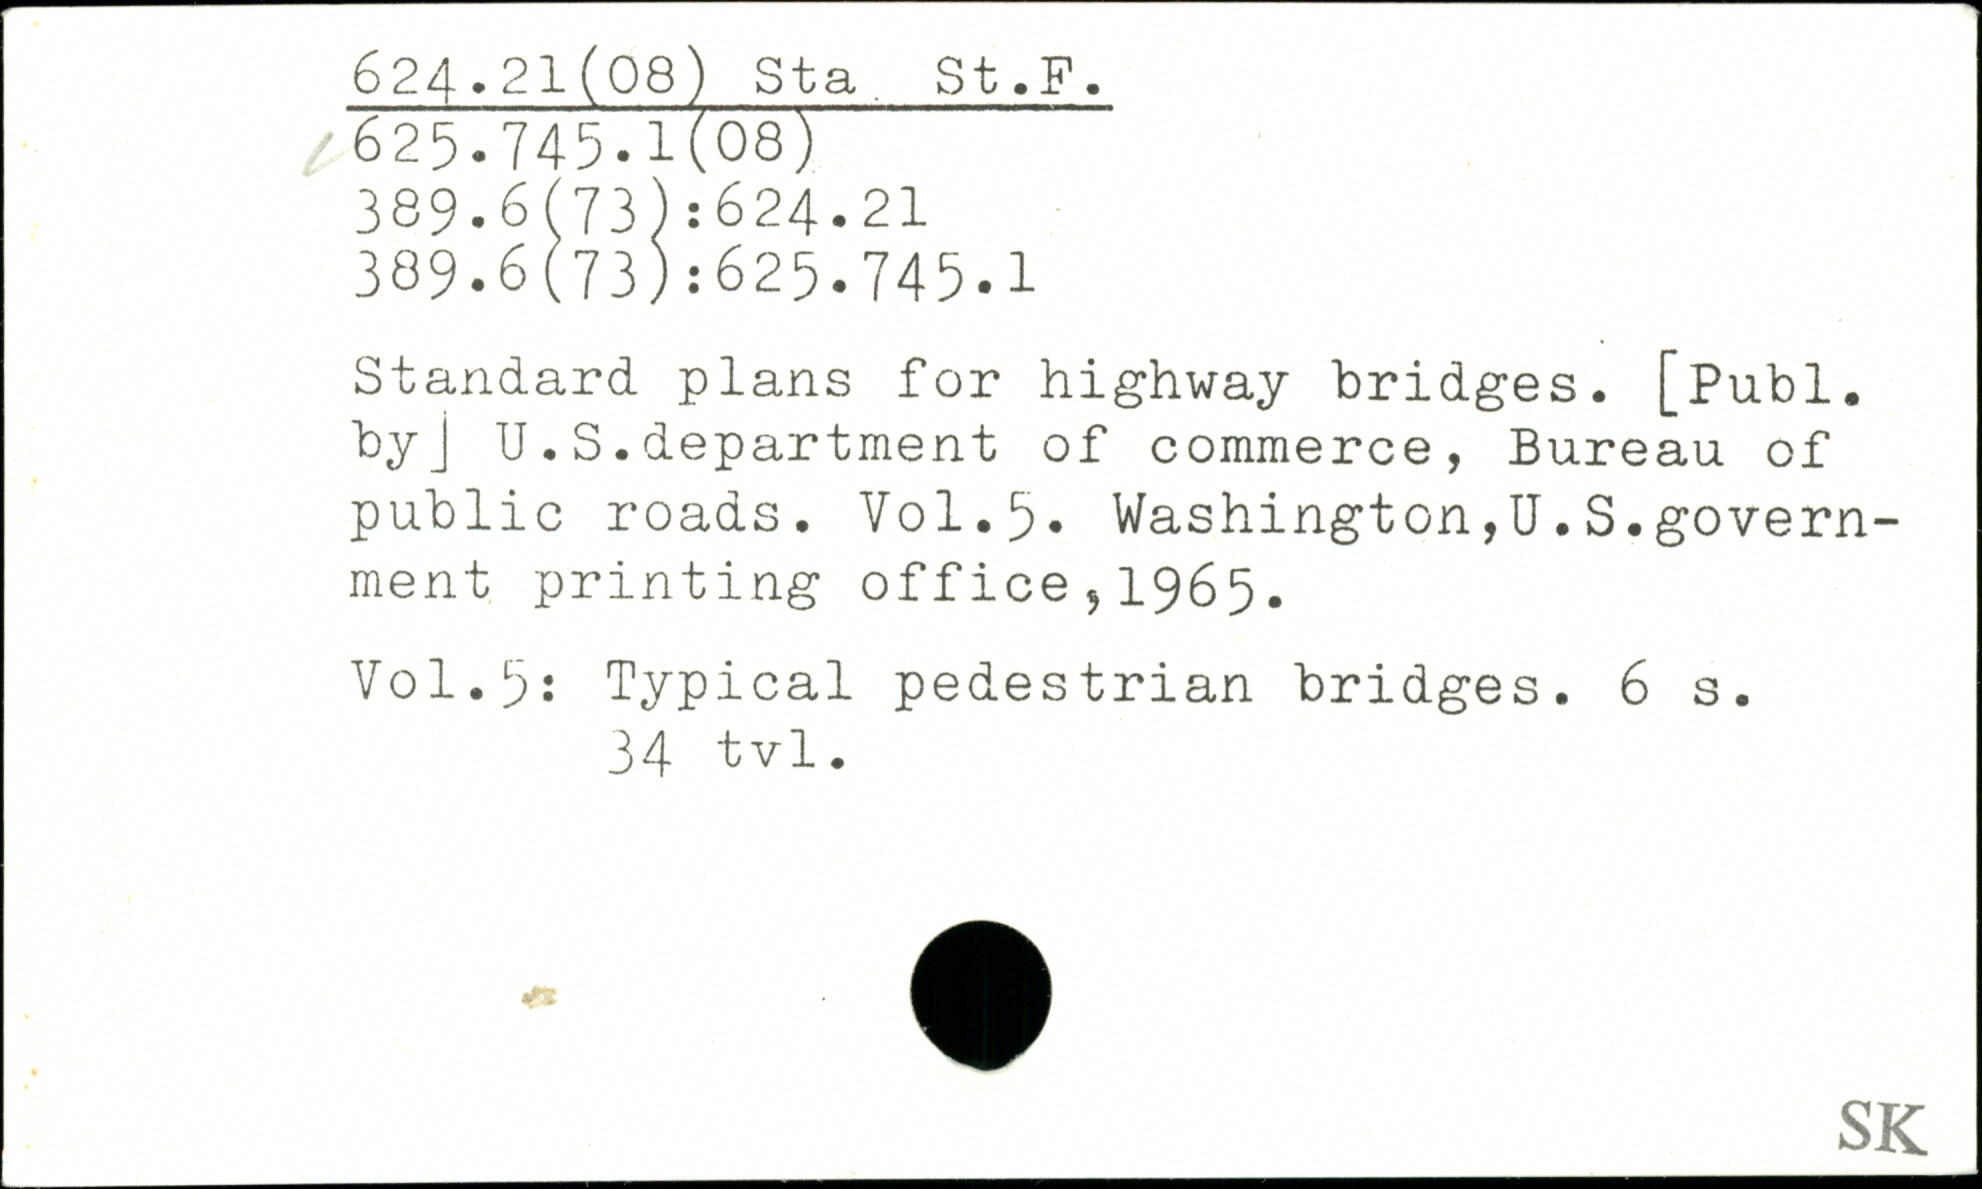 624.21(08) Sta St.F.
625.745.1(08)
389.6(73):624.21
389.6(73):625.745.1
Standard plans for highway bridges. [Publ.
by] U.S.department of commerce, Bureau of
public roads. Vol.5. Washington,U.S.govern-
ment printing office,1965.
Vol.5: Typical pedestrian bridges. 6 s.
34 tvl.
SK